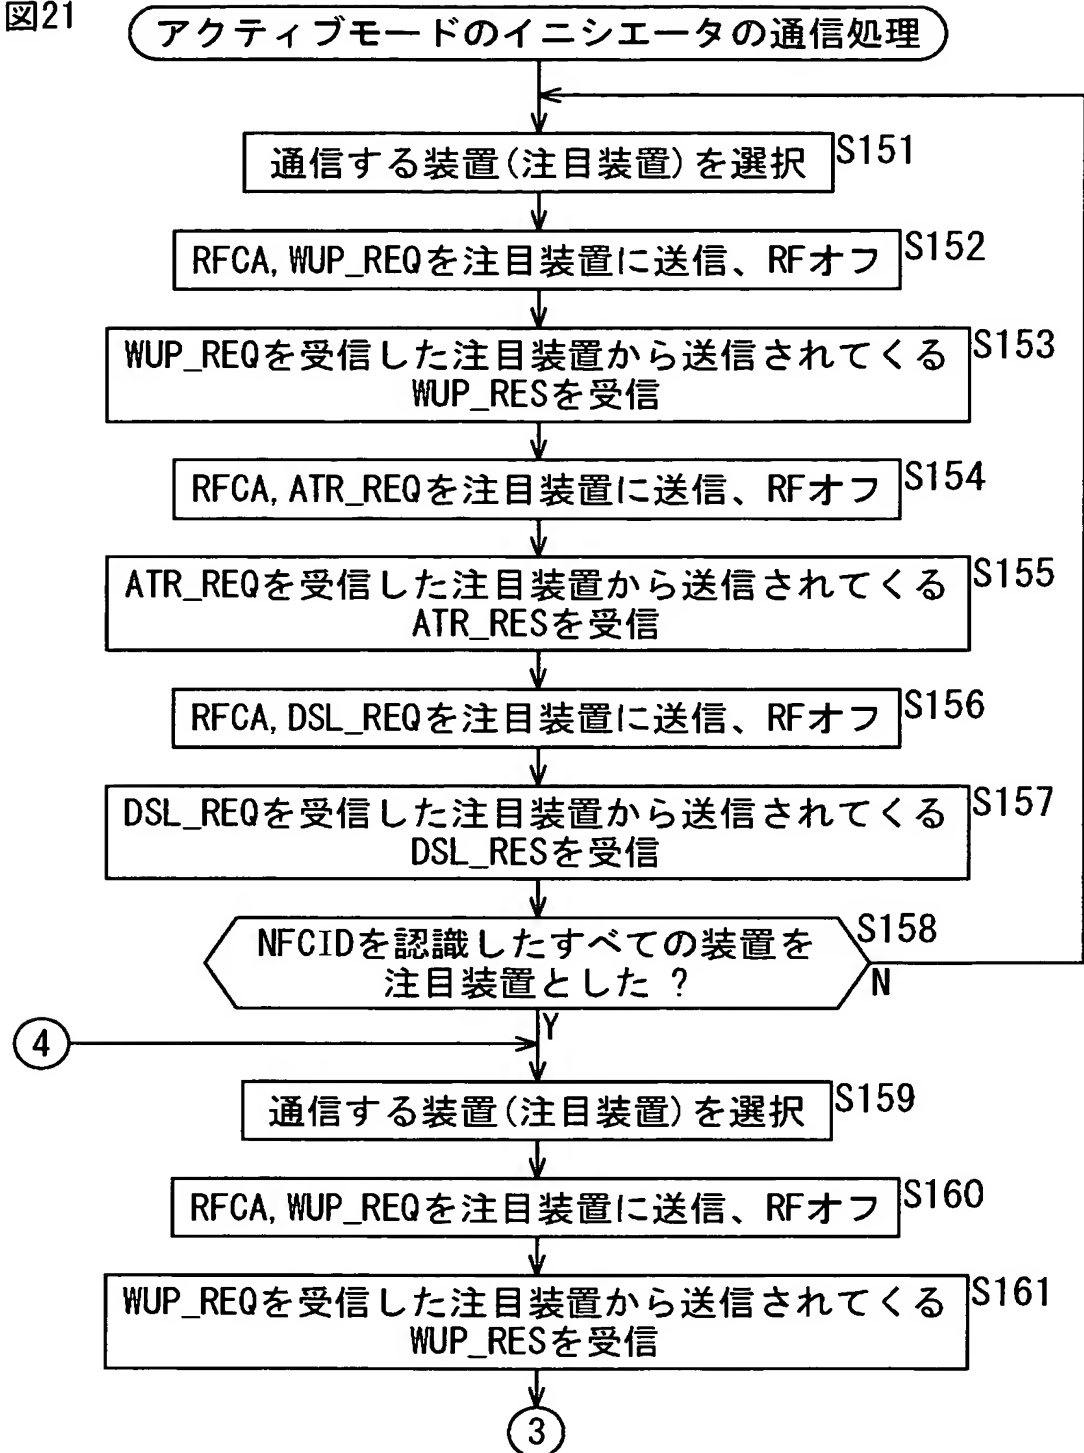 図21
アクティブモードのイニシエータの通信処理
通信する装置(注目装置)を選択
S151
RFCA,WUP_REQを注目装置に送信、RFオフ
S152
WUP_REQを受信した注目装置から送信されてくる
WUP_RESを受信
S153
RFCA,ATR_REQを注目装置に送信、RFオフ
S154
ATR_REQを受信した注目装置から送信されてくる
ATR_RESを受信
S155
RFCA,DSL_REQを注目装置に送信、RFオフ
S156
DSL_REQを受信した注目装置から送信されてくる
DSL_RESを受信
S157
NFCIDを認識したすべての装置を
注目装置とした ?
S158
N
Y
4
通信する装置(注目装置)を選択
S159
RFCA,WUP_REQを注目装置に送信、RFオフ
S160
WUP_REQを受信した注目装置から送信されてくる
WUP_RESを受信
S161
3